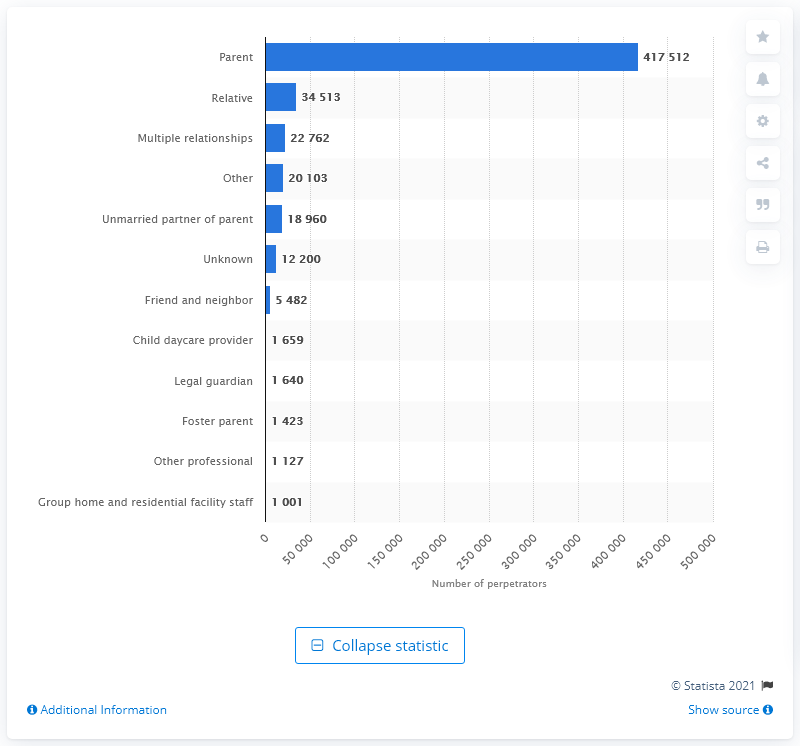 Parent 417 512
Relative 34 513
Multiple relationships 22 762
Other 20 103
Unmarried partner of parent 18 960
Unknown 12 200
Friend and neighbor 5 482
Child daycare provider 1 659
Legal guardian 1 640
Foster parent 1 423
Other professional 1 127
Group home and residential facility staff 1 001
0 50 000 100 000 150 000 200 000 250 000 300 000 350 000 400 000 450 000 500 000
Number of perpetrators
Collapse statistic
© Statista 2021
Additional Information Show source